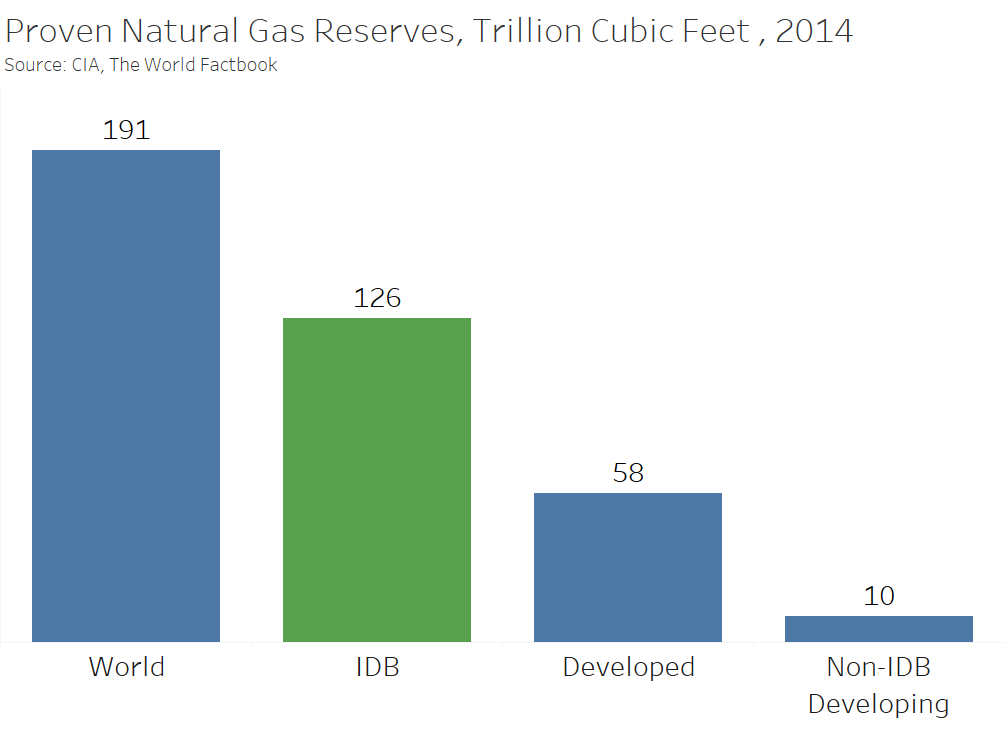 Proven Natural Gas Reserves, Trillion Cubic Feet , 2014
Source: CIA, The World Factbook
191
126
58
10
World
IDB
Developed
Non-IDB
Developing